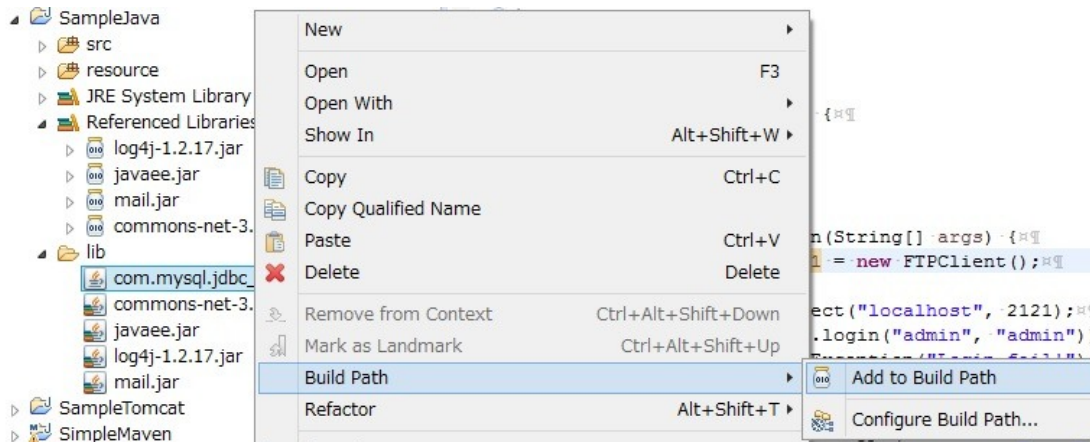 SampleJava
src
resource
JRE System Library
Referenced Libraries
log4j-1.2.17.jar
javaee.jar
mail.jar
commons-net-3.
lib
com.mysql.jdbc_
commons-net-3.
javaee.jar
log4j-1.2.17.jar
mail.jar
SampleTomcat
SimpleMaven
New
Open F3
Open With
Show In Alt+Shift+W
Copy Ctrl+C
Copy Qualified Name
Paste Ctrl+V
Delete Delete
Remove from Context Ctrl+Alt+Shift+Down
Mark as Landmark Ctrl+Alt+Shift+Up
Build Path
Refactor Alt+Shift+T
Add to Build Path
Configure Build Path...
{
n(String[] args) {
1 = new FTPClient();
ect("localhost", 2121);
.login("admin", "admin")